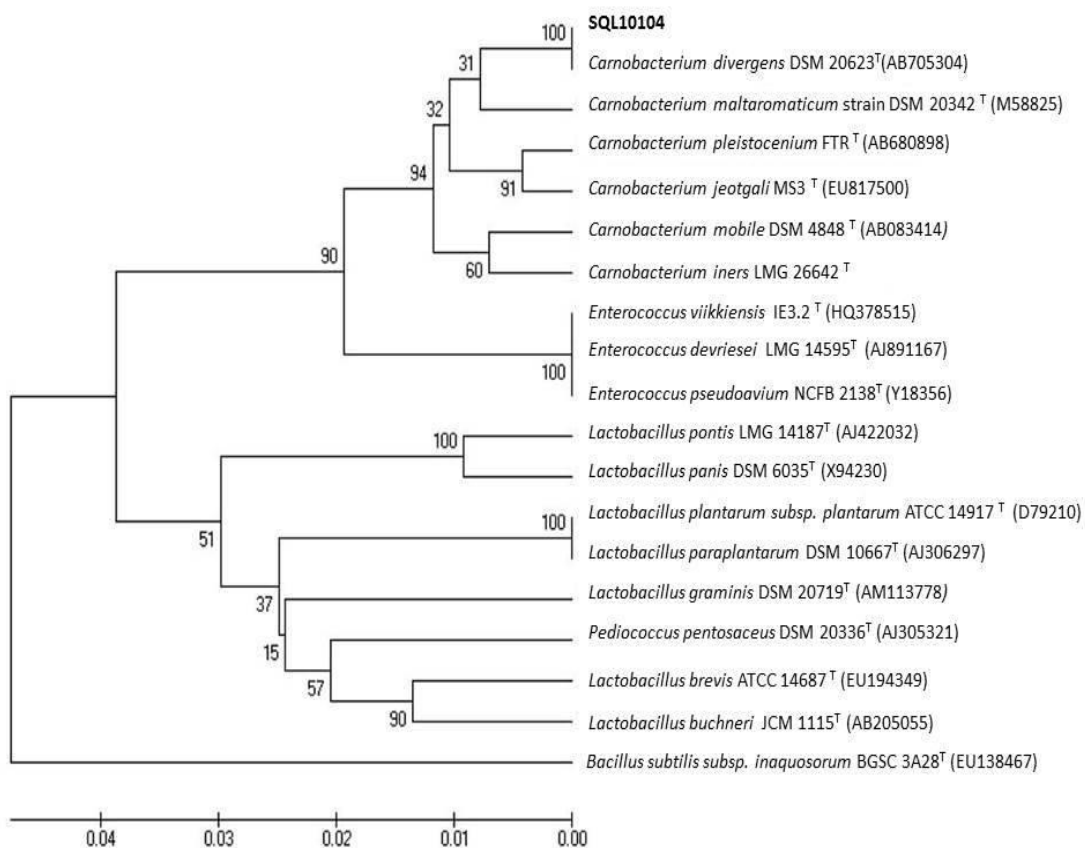 100 SQL10104
31 Carnobacterium divergens DSM 20623ᵀ(AB705304)
32 Carnobacterium maltaromaticum strain DSM 20342 ᵀ (M58825)
94 Carnobacterium pleistocenium FTR ᵀ (AB680898)
91 Carnobacterium jeotgali MS3 ᵀ (EU817500)
90 Carnobacterium mobile DSM 4848 ᵀ (AB083414)
60 Carnobacterium iners LMG 26642 ᵀ
Enterococcus viikkiensis IE3.2 ᵀ (HQ378515)
Enterococcus devriesei LMG 14595ᵀ (AJ891167)
100 Enterococcus pseudoavium NCFB 2138ᵀ (Y18356)
100 Lactobacillus pontis LMG 14187ᵀ (AJ422032)
Lactobacillus panis DSM 6035ᵀ (X94230)
100 Lactobacillus plantarum subsp. plantarum ATCC 14917 ᵀ (D79210)
51 Lactobacillus paraplantarum DSM 10667ᵀ (AJ306297)
37 Lactobacillus graminis DSM 20719ᵀ (AM113778)
15 Pediococcus pentosaceus DSM 20336ᵀ (AJ305321)
57 Lactobacillus brevis ATCC 14687 ᵀ (EU194349)
90 Lactobacillus buchneri JCM 1115ᵀ (AB205055)
Bacillus subtilis subsp. inaquosorum BGSC 3A28ᵀ (EU138467)
0.04 0.03 0.02 0.01 0.00